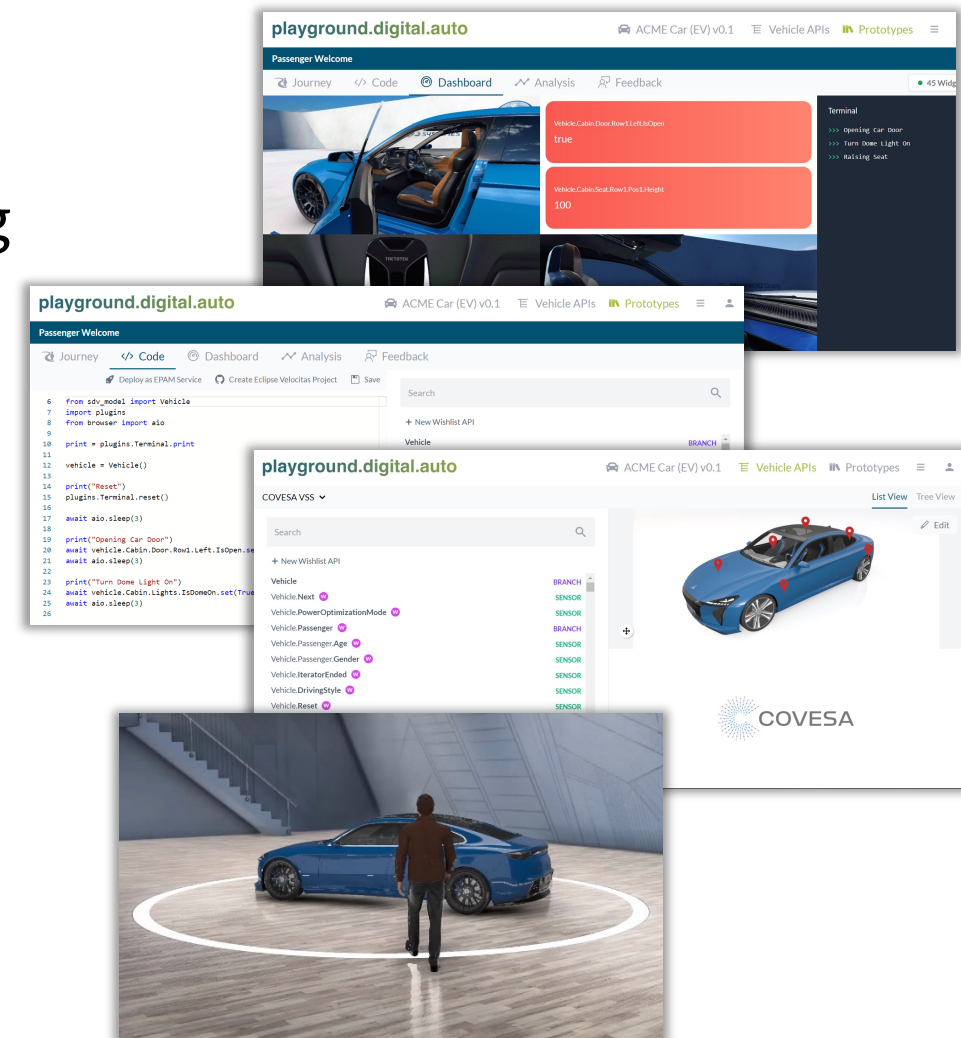 g
playground.digital.auto
ACME Car (EV) v0.1 Vehicle APIs Prototypes
Passenger Welcome
Journey Code Dashboard Analysis Feedback
45 Widg
Vehicle.Cabin.Door.Row1.Left.IsOpen
true
Vehicle.Cabin.Seat.Row1.Pos1.Height
100
Terminal
>>> Opening Car Door
>>> Turn Dome Light On
>>> Raising Seat
playground.digital.auto
ACME Car (EV) v0.1 Vehicle APIs Prototypes
Passenger Welcome
Journey Code Dashboard Analysis Feedback
Deploy as EPAM Service Create Eclipse Velocitas Project Save
6 from sdv_model import Vehicle
7 import plugins
8 from browser import aio
9
10 print = plugins.Terminal.print
11
12 vehicle = Vehicle()
13
14 print("Reset")
15 plugins.Terminal.reset()
16
17 await aio.sleep(3)
18
19 print("Opening Car Door")
20 await vehicle.Cabin.Door.Row1.Left.IsOpen.se
21 await aio.sleep(3)
22
23 print("Turn Dome Light On")
24 await vehicle.Cabin.Lights.IsDomeOn.set(True
25 await aio.sleep(3)
26
Search
+ New Wishlist API
Vehicle BRANCH
playground.digital.auto
ACME Car (EV) v0.1 Vehicle APIs Prototypes
COVESA VSS
List View Tree View
Search
Edit
+ New Wishlist API
Vehicle BRANCH
Vehicle.Next W SENSOR
Vehicle.PowerOptimizationMode W SENSOR
Vehicle.Passenger W BRANCH
Vehicle.Passenger.Age W SENSOR
Vehicle.Passenger.Gender W SENSOR
Vehicle.IteratorEnded W SENSOR
Vehicle.DrivingStyle W SENSOR
Vehicle.Reset W SENSOR
COVESA